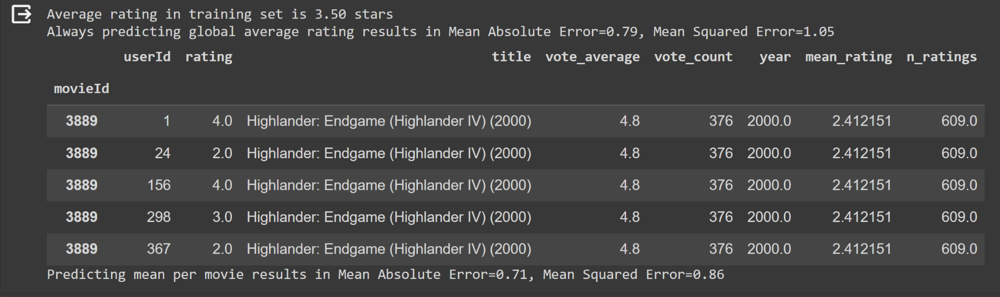 Average rating in training set is 3.50 stars
Always predicting global average rating results in Mean Absolute Error=0.79, Mean Squared Error=1.05
userId rating title vote_average vote_count year mean_rating n_ratings
movieId
3889 1 4.0 Highlander: Endgame (Highlander IV) (2000) 4.8 376 2000.0 2.412151 609.0
3889 24 2.0 Highlander: Endgame (Highlander IV) (2000) 4.8 376 2000.0 2.412151 609.0
3889 156 4.0 Highlander: Endgame (Highlander IV) (2000) 4.8 376 2000.0 2.412151 609.0
3889 298 3.0 Highlander: Endgame (Highlander IV) (2000) 4.8 376 2000.0 2.412151 609.0
3889 367 2.0 Highlander: Endgame (Highlander IV) (2000) 4.8 376 2000.0 2.412151 609.0
Predicting mean per movie results in Mean Absolute Error=0.71, Mean Squared Error=0.86